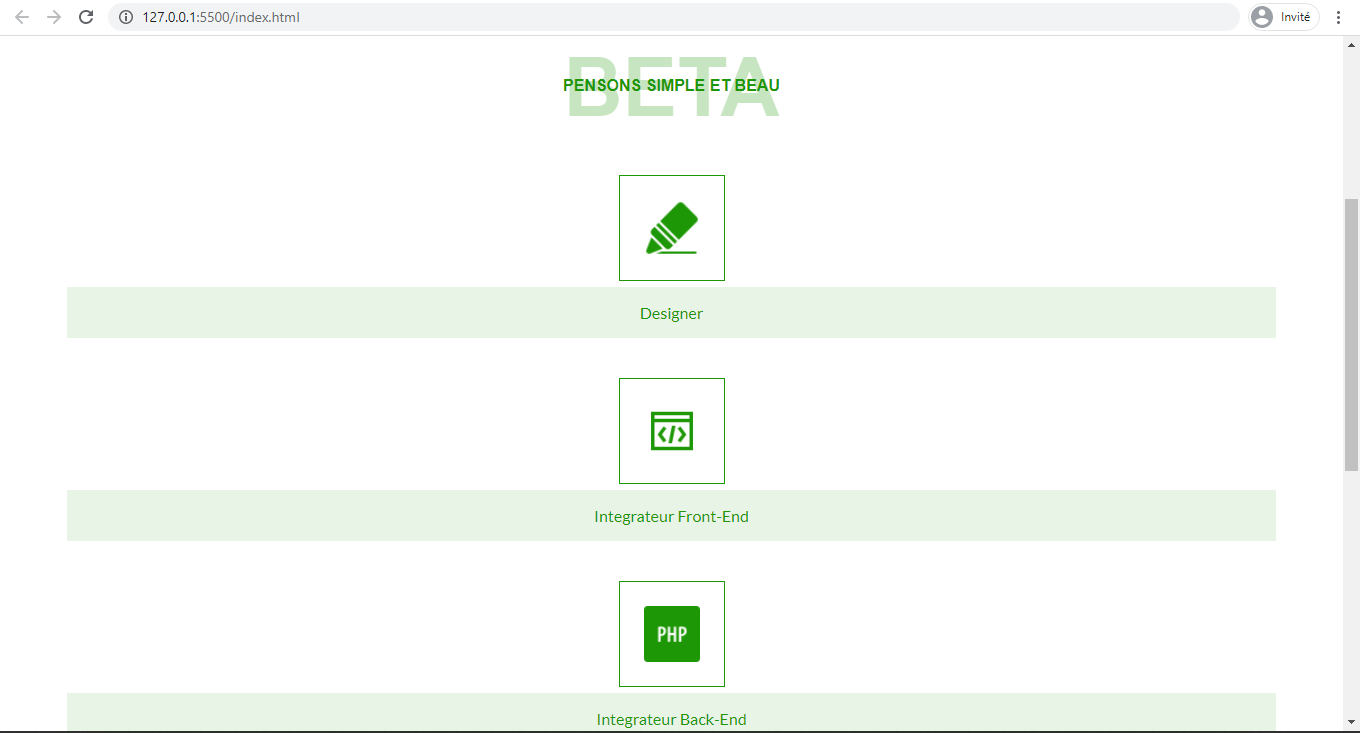 127.0.0.1:5500/index.html
Invité
BETA
PENSONS SIMPLE ET BEAU
Designer
</>
Integrateur Front-End
PHP
Integrateur Back-End